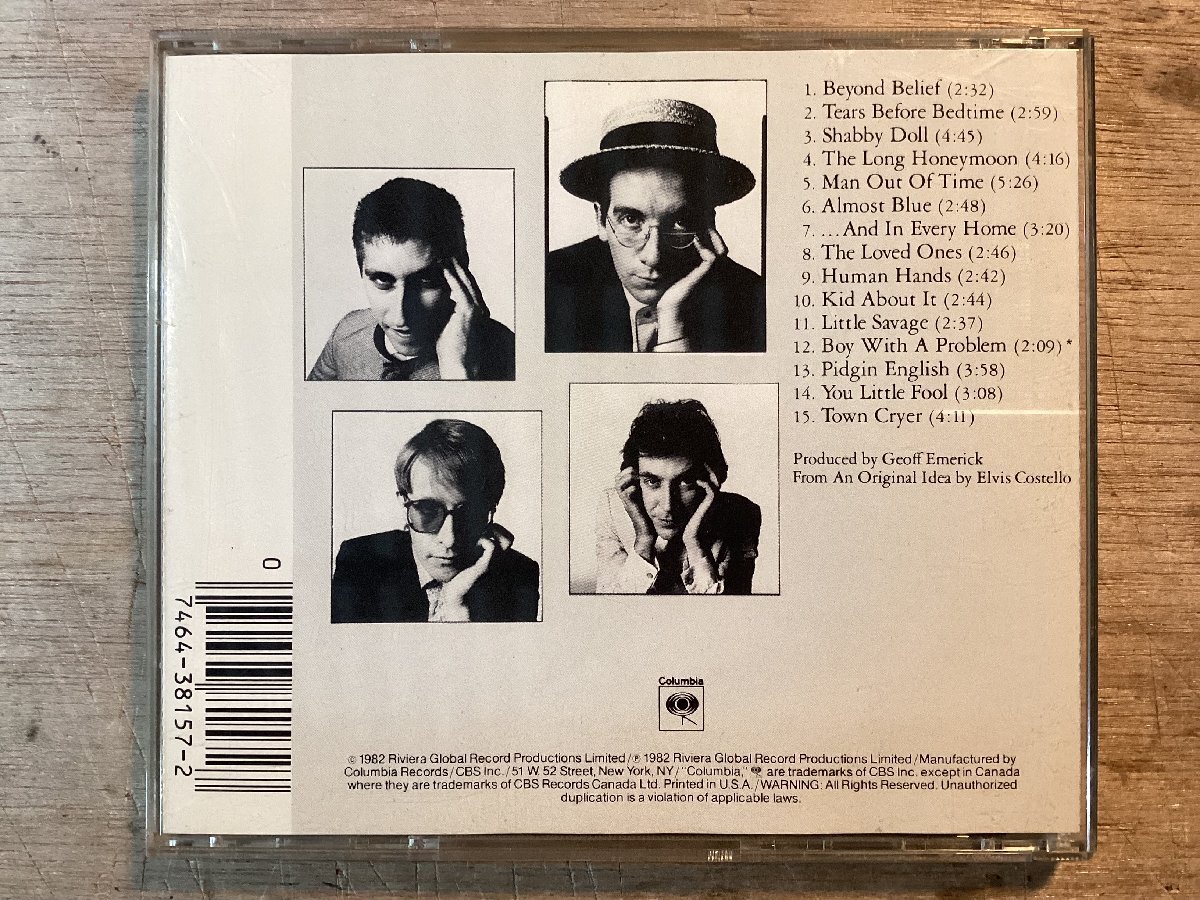 1. Beyond Belief (2:32)
2. Tears Before Bedtime (2:59)
3. Shabby Doll (4:45)
4. The Long Honeymoon (4:16)
5. Man Out Of Time (5:26)
6. Almost Blue (2:48)
7. ...And In Every Home (3:20)
8. The Loved Ones (2:46)
9. Human Hands (2:42)
10. Kid About It (2:44)
11. Little Savage (2:37)
12. Boy With A Problem (2:09)*
13. Pidgin English (3:58)
14. You Little Fool (3:08)
15. Town Cryer (4:11)
Produced by Geoff Emerick
From An Original Idea by Elvis Costello
0
7464-38157-2
Columbia
© 1982 Riviera Global Record Productions Limited/℗ 1982 Riviera Global Record Productions Limited/Manufactured by
Columbia Records/CBS Inc./51 W. 52 Street, New York, NY/"Columbia," are trademarks of CBS Inc. except in Canada
where they are trademarks of CBS Records Canada Ltd. Printed in U.S.A./WARNING: All Rights Reserved. Unauthorized
duplication is a violation of applicable laws.